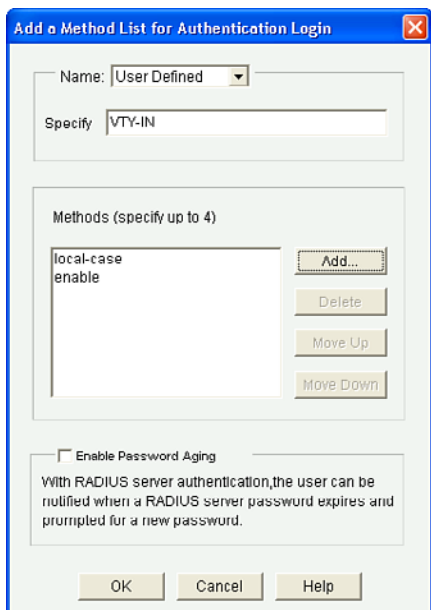 Add a Method List for Authentication Login
Name: User Defined
Specify VTY-IN
Methods (specify up to 4)
local-case
enable
Add...
Delete
Move Up
Move Down
Enable Password Aging
With RADIUS server authentication,the user can be
notified when a RADIUS server password expires and
prompted for a new password.
OK Cancel Help